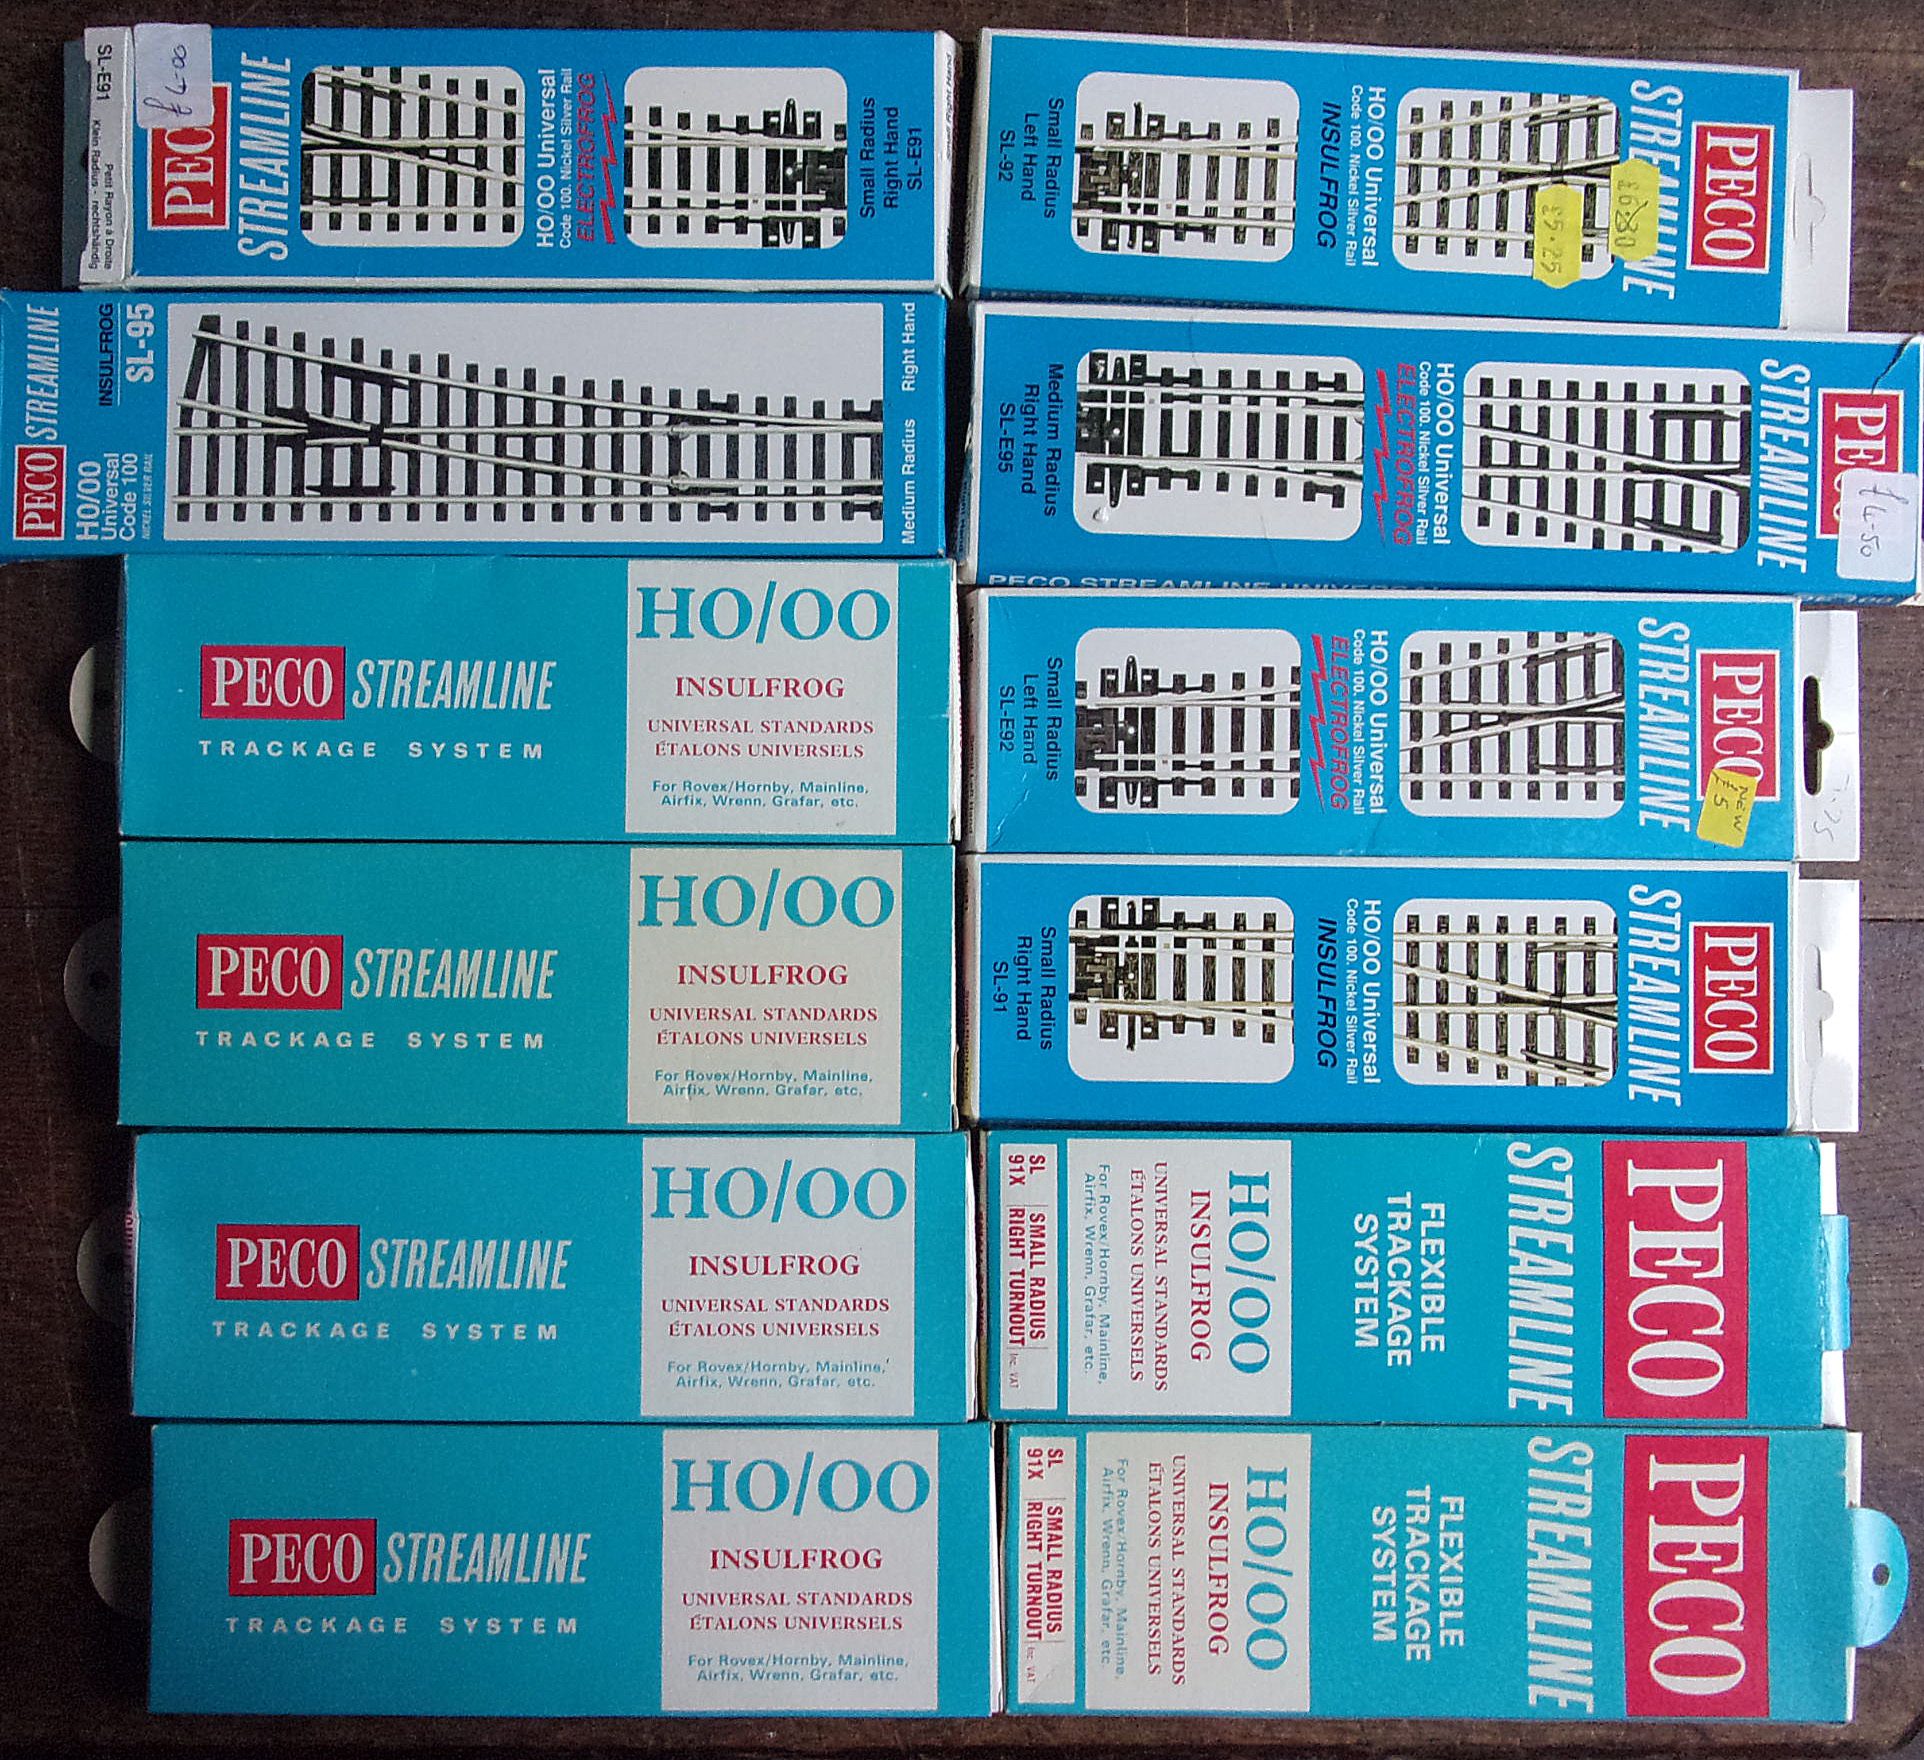 SL-E91 Klein Radius - rechtshändig
Petit Rayon à Droite
£4-00
PEC
STREAMLINE
HO/OO Universal
Code 100. Nickel Silver Rail
ELECTROFROG
Small Radius
Right Hand
SL-E91
PECO
STREAMLINE
£6.80
£5.25
HO/OO Universal
Code 100. Nickel Silver Rail
INSULFROG
Small Radius
Left Hand
SL-92
PECO STREAMLINE
INSULFROG
SL-95
HO/OO
Universal
Code 100
NICKEL SILVER RAIL
Medium Radius Right Hand
PEC
£4-50
STREAMLINE
HO/OO Universal
Code 100. Nickel Silver Rail
ELECTROFROG
Medium Radius
Right Hand
SL-E95
PECO STREAMLINE UNIVERSAL
PECO STREAMLINE
TRACKAGE SYSTEM
HO/OO
INSULFROG
UNIVERSAL STANDARDS
ÉTALONS UNIVERSELS
For Rovex/Hornby, Mainline,
Airfix, Wrenn, Grafar, etc.
PECO
NEW
£5
STREAMLINE
HO/OO Universal
Code 100. Nickel Silver Rail
ELECTROFROG
Small Radius
Left Hand
SL-E92
PECO STREAMLINE
TRACKAGE SYSTEM
HO/OO
INSULFROG
UNIVERSAL STANDARDS
ÉTALONS UNIVERSELS
For Rovex/Hornby, Mainline,
Airfix, Wrenn, Grafar, etc.
PECO
STREAMLINE
HO/OO Universal
Code 100. Nickel Silver Rail
INSULFROG
Small Radius
Right Hand
SL-91
PECO STREAMLINE
TRACKAGE SYSTEM
HO/OO
INSULFROG
UNIVERSAL STANDARDS
ÉTALONS UNIVERSELS
For Rovex/Hornby, Mainline,
Airfix, Wrenn, Grafar, etc.
PECO
STREAMLINE
FLEXIBLE
TRACKAGE
SYSTEM
HO/OO
INSULFROG
UNIVERSAL STANDARDS
ÉTALONS UNIVERSELS
For Rovex/Hornby, Mainline,
Airfix, Wrenn, Grafar, etc.
SL SMALL RADIUS
91X RIGHT TURNOUT Inc. VAT
PECO STREAMLINE
TRACKAGE SYSTEM
HO/OO
INSULFROG
UNIVERSAL STANDARDS
ÉTALONS UNIVERSELS
For Rovex/Hornby, Mainline,
Airfix, Wrenn, Grafar, etc.
PECO
STREAMLINE
FLEXIBLE
TRACKAGE
SYSTEM
HO/OO
INSULFROG
UNIVERSAL STANDARDS
ÉTALONS UNIVERSELS
For Rovex/Hornby, Mainline,
Airfix, Wrenn, Grafar, etc.
SL SMALL RADIUS
91X RIGHT TURNOUT Inc. VAT